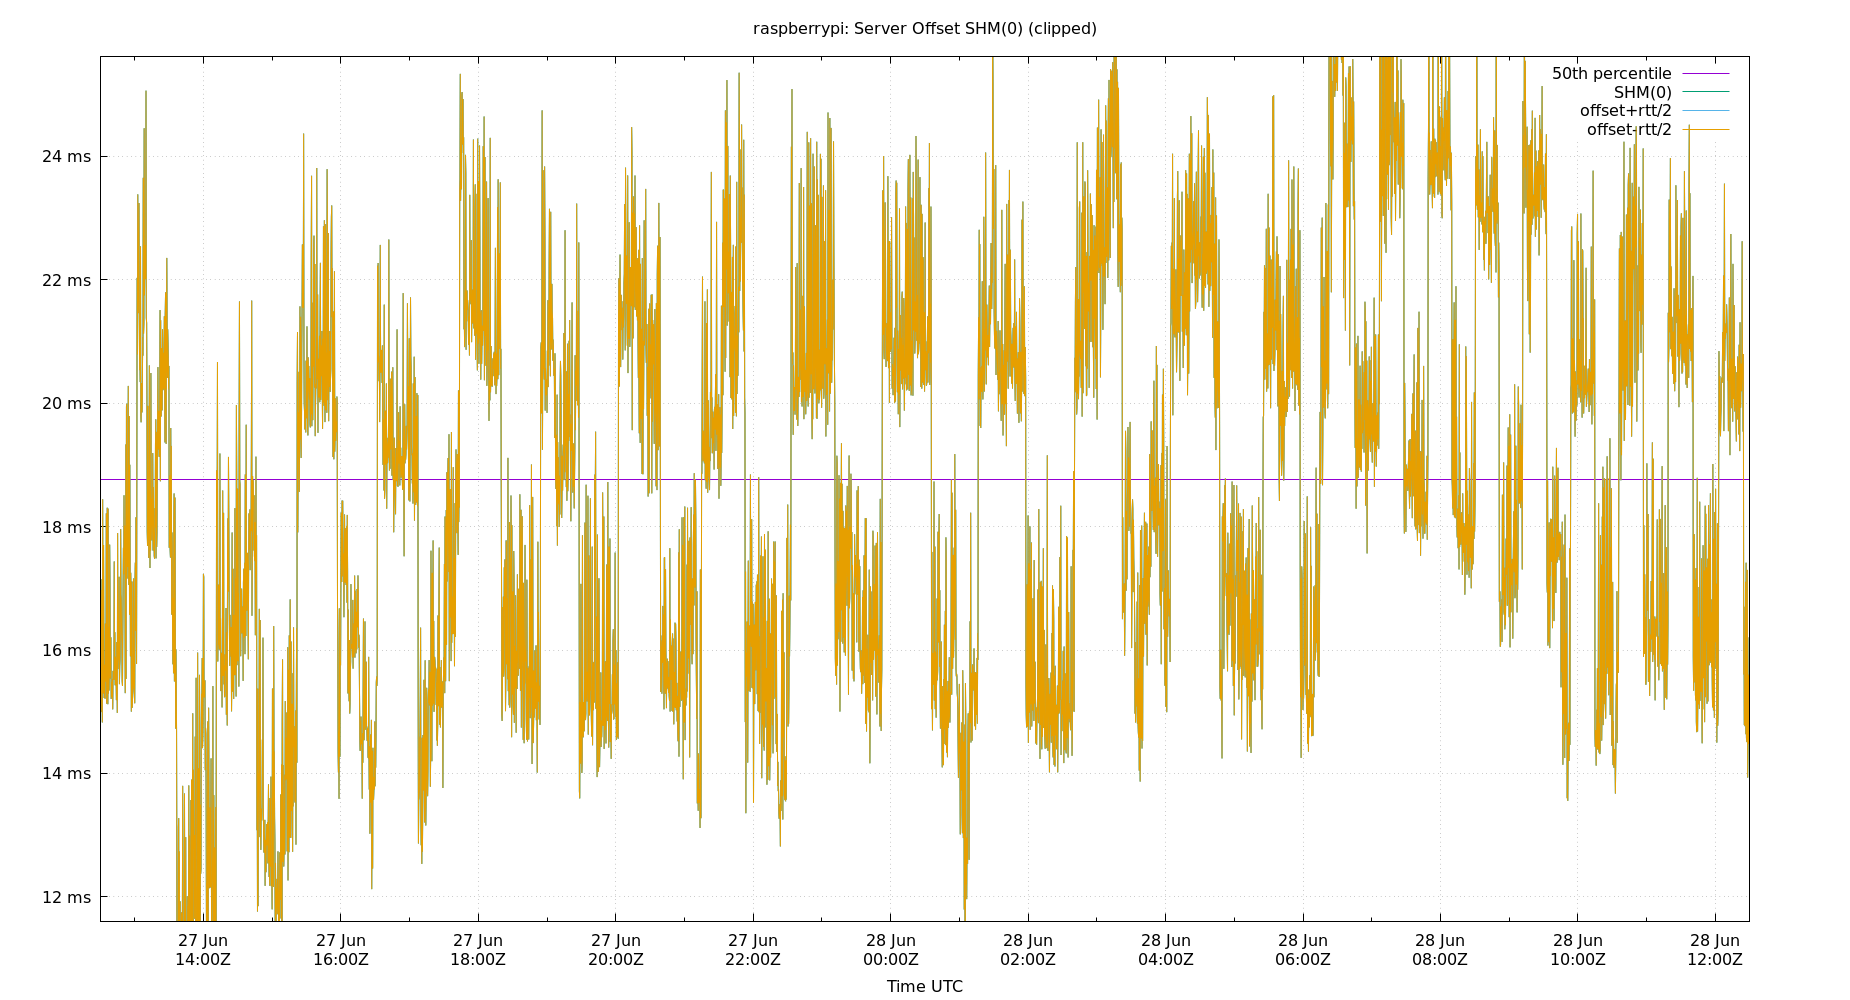 raspberrypi: Server Offset SHM(0) (clipped)
50th percentile
SHM(0)
offset+rtt/2
offset-rtt/2
24 ms
22 ms
20 ms
18 ms
16 ms
14 ms
12 ms
27 Jun 27 Jun 27 Jun 27 Jun 27 Jun 28 Jun 28 Jun 28 Jun 28 Jun 28 Jun 28 Jun 28 Jun
14:00Z 16:00Z 18:00Z 20:00Z 22:00Z 00:00Z 02:00Z 04:00Z 06:00Z 08:00Z 10:00Z 12:00Z
Time UTC